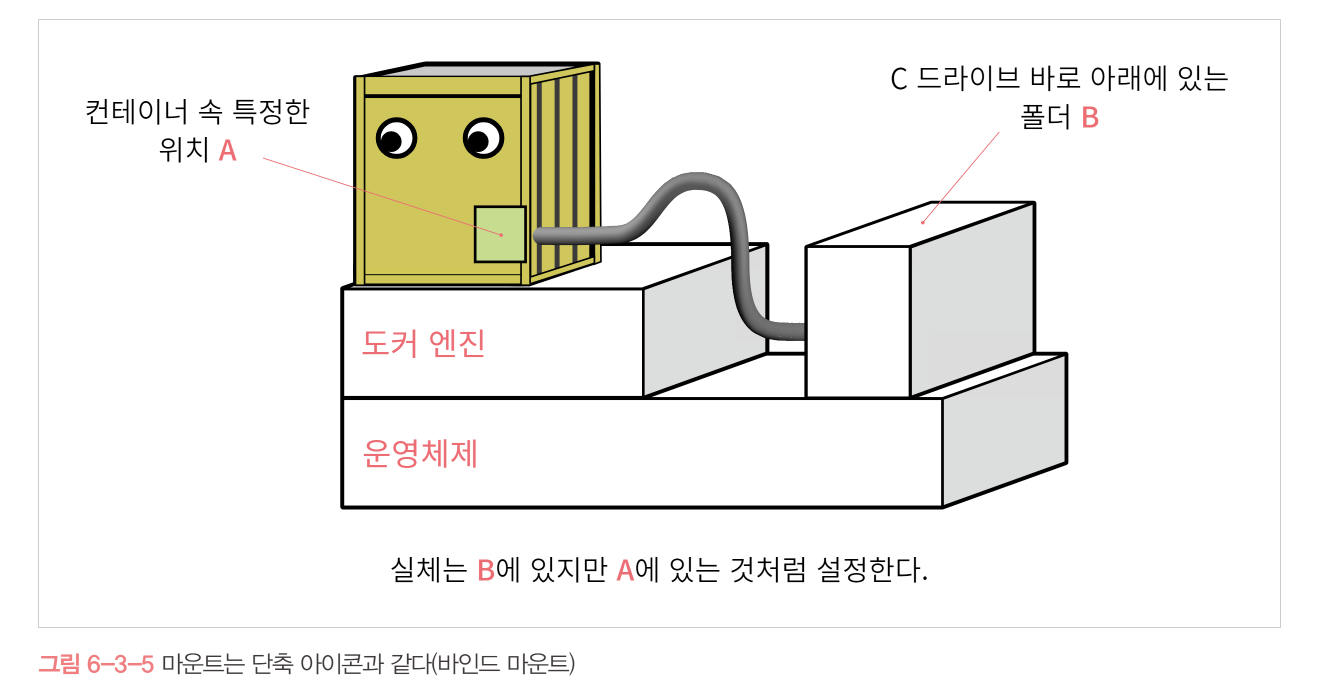 컨테이너 속 특정한
위치 A
C 드라이브 바로 아래에 있는
폴더 B
도커 엔진
운영체제
실체는 B에 있지만 A에 있는 것처럼 설정한다.
그림 6-3-5 마운트는 단축 아이콘과 같다(바인드 마운트)